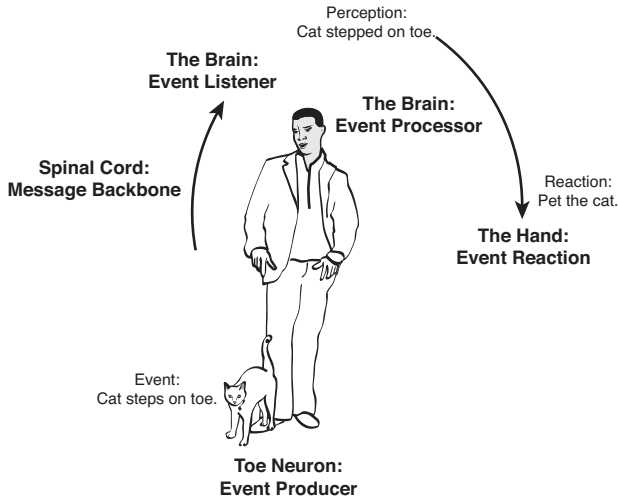 Perception:
Cat stepped on toe.
The Brain:
Event Listener
The Brain:
Event Processor
Spinal Cord:
Message Backbone
Reaction:
Pet the cat.
The Hand:
Event Reaction
Event:
Cat steps on toe.
Toe Neuron:
Event Producer